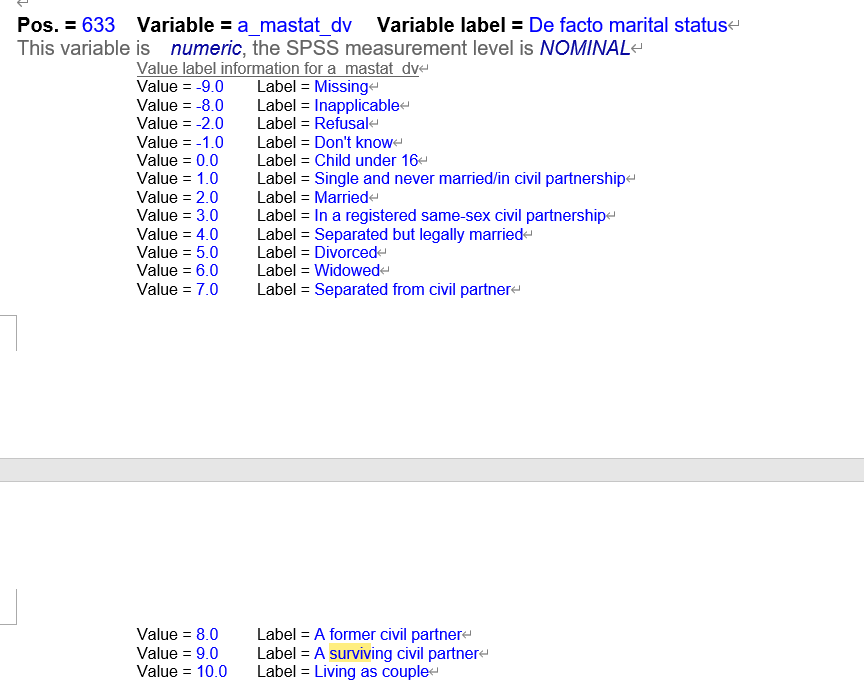 Pos. = 633 Variable = a_mastat_dv Variable label = De facto marital status
This variable is numeric, the SPSS measurement level is NOMINAL
Value label information for a_mastat_dv
Value = -9.0 Label = Missing
Value = -8.0 Label = Inapplicable
Value = -2.0 Label = Refusal
Value = -1.0 Label = Don't know
Value = 0.0 Label = Child under 16
Value = 1.0 Label = Single and never married/in civil partnership
Value = 2.0 Label = Married
Value = 3.0 Label = In a registered same-sex civil partnership
Value = 4.0 Label = Separated but legally married
Value = 5.0 Label = Divorced
Value = 6.0 Label = Widowed
Value = 7.0 Label = Separated from civil partner
Value = 8.0 Label = A former civil partner
Value = 9.0 Label = A surviving civil partner
Value = 10.0 Label = Living as couple